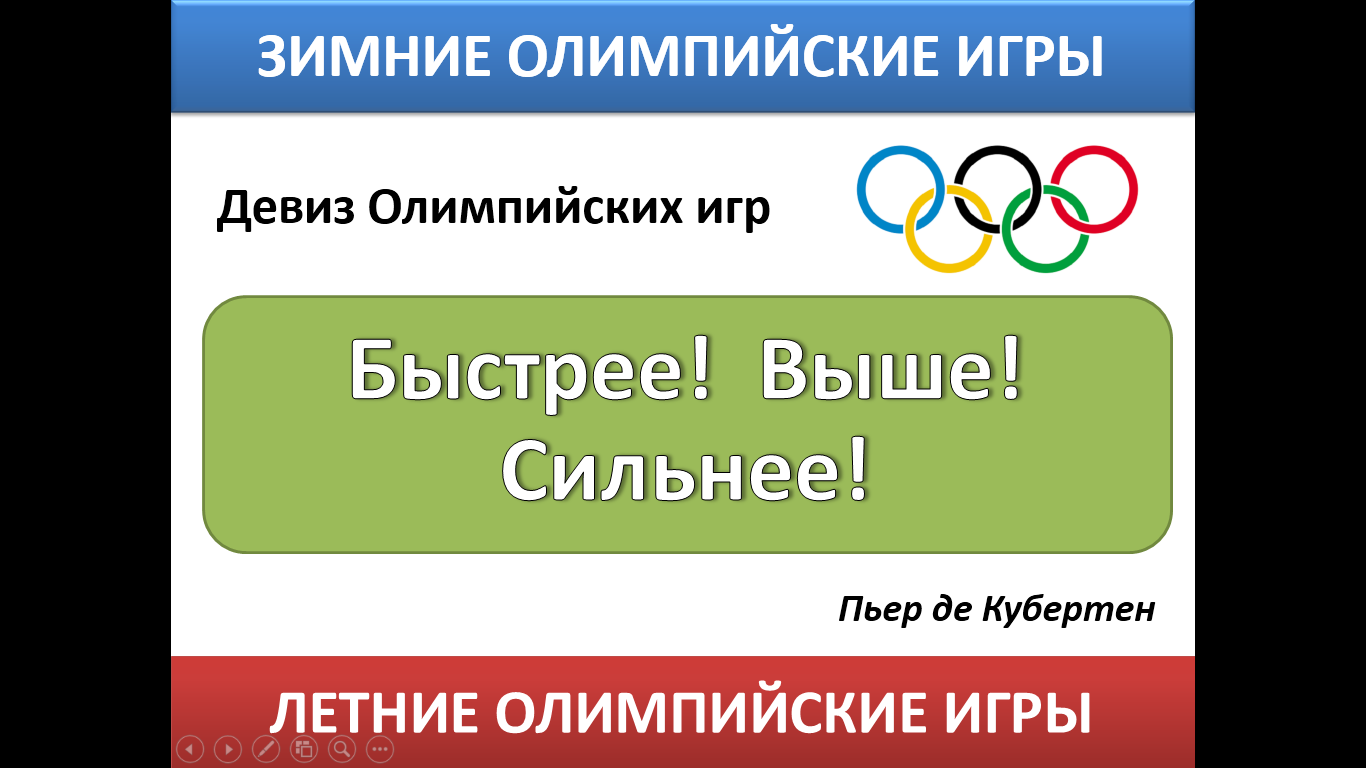 ЗИМНИЕ ОЛИМПИЙСКИЕ ИГРЫ
Девиз Олимпийских игр
Быстрее! Выше!
Сильнее!
Пьер де Кубертен
ЛЕТНИЕ ОЛИМПИЙСКИЕ ИГРЫ